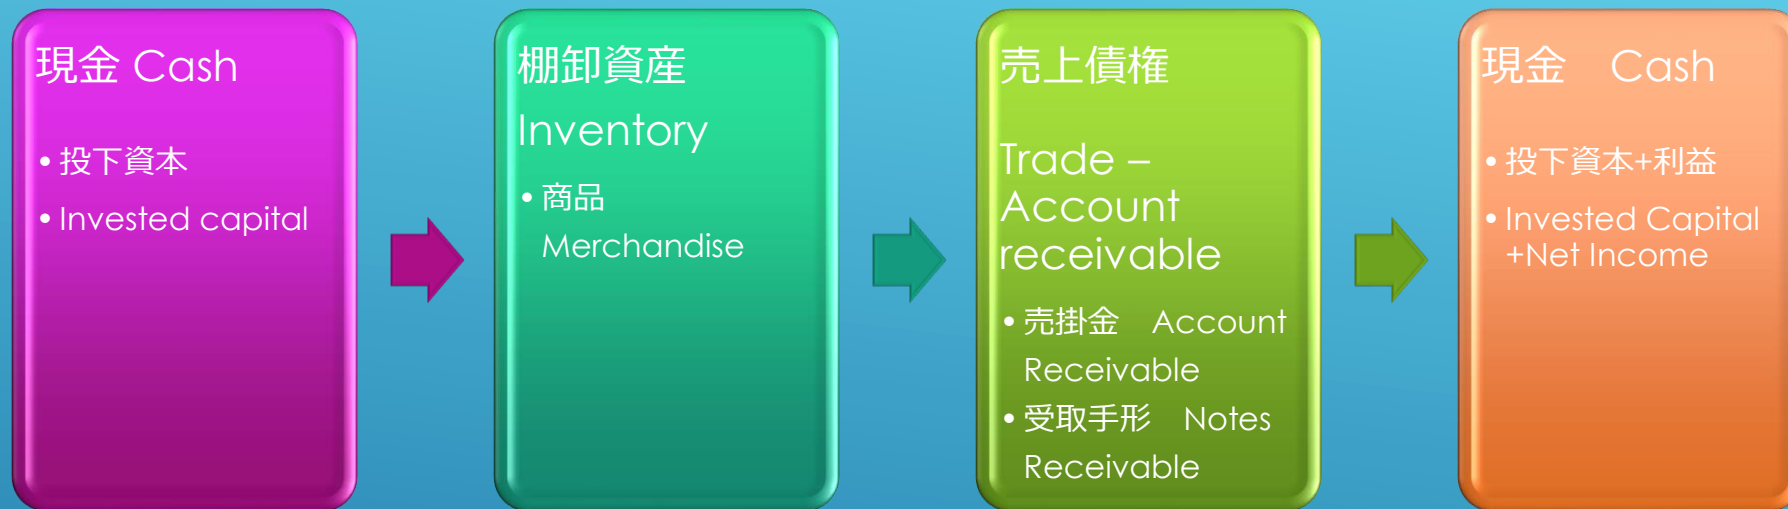 現金 Cash
• 投下資本
• Invested capital
棚卸資産
Inventory
• 商品
Merchandise
売上債権
Trade –
Account
receivable
• 売掛金　Account
Receivable
• 受取手形　Notes
Receivable
現金　Cash
• 投下資本+利益
• Invested Capital
+Net Income